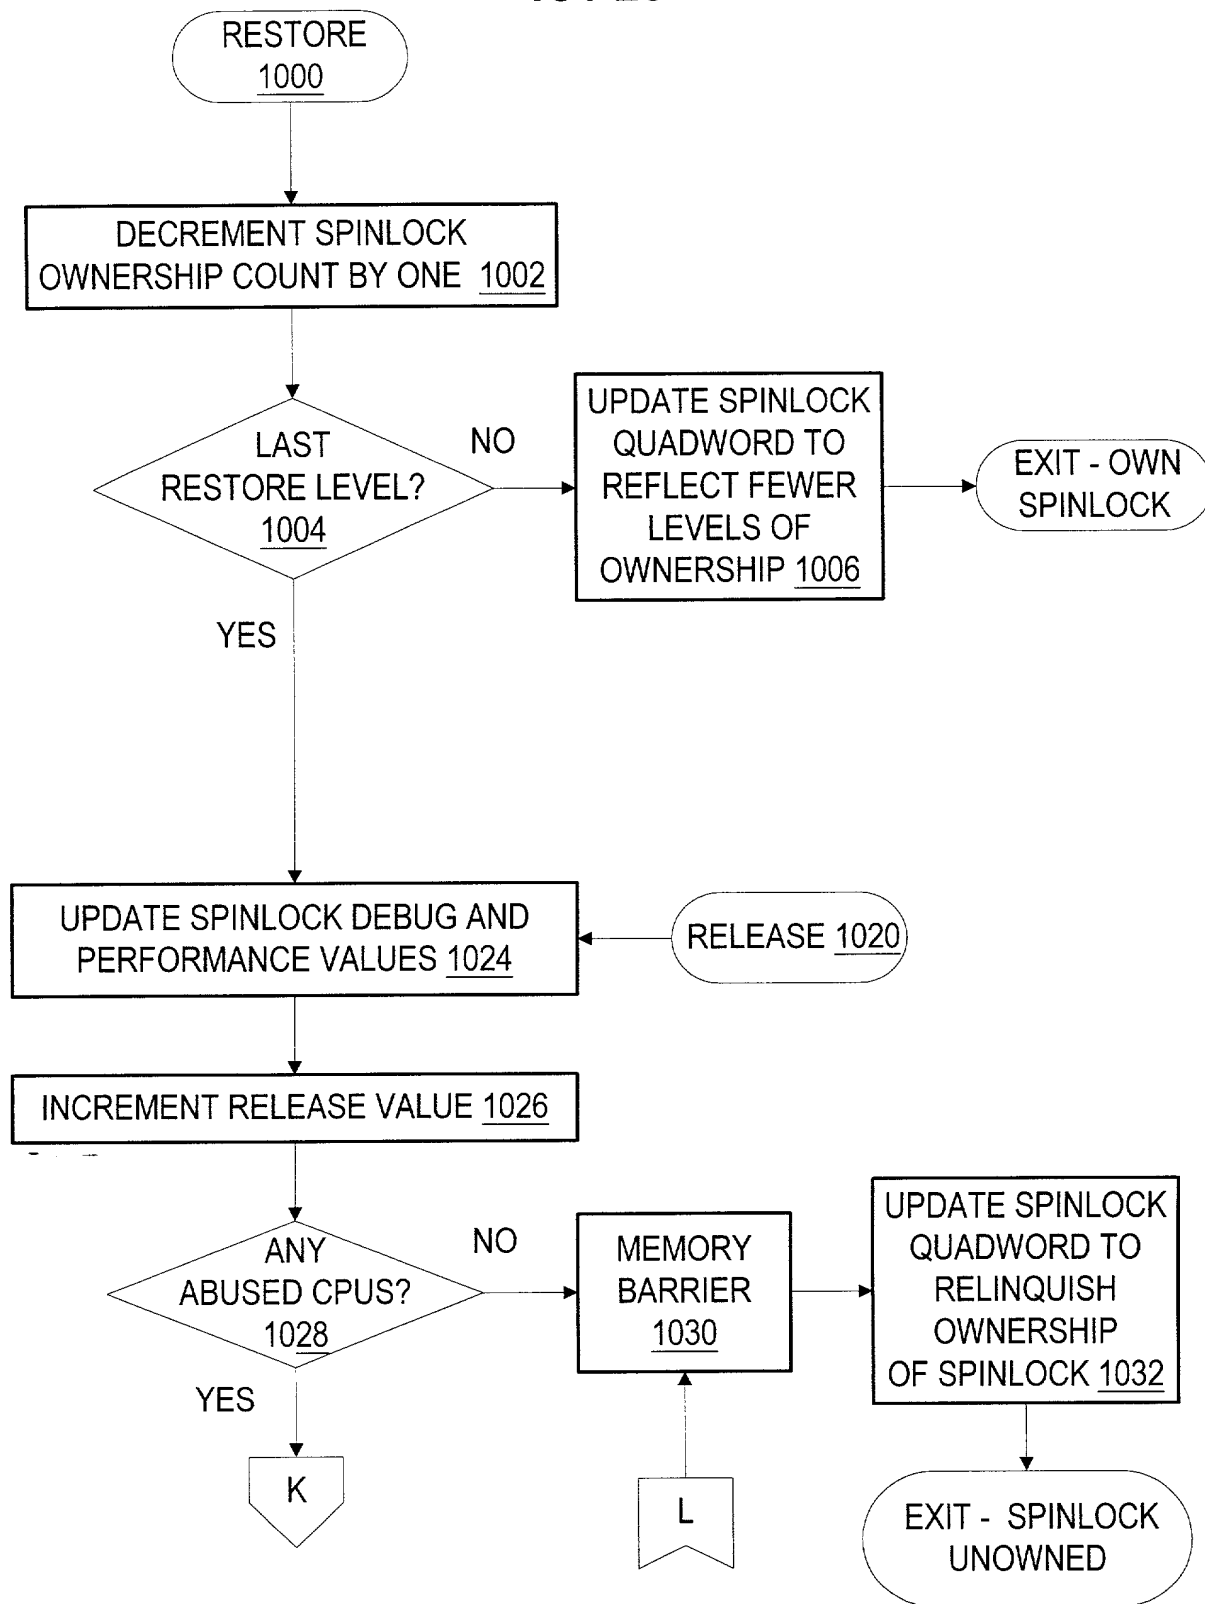 RESTORE
1000
DECREMENT SPINLOCK
OWNERSHIP COUNT BY ONE 1002
LAST
RESTORE LEVEL?
1004
NO
UPDATE SPINLOCK
QUADWORD TO
REFLECT FEWER
LEVELS OF
OWNERSHIP 1006
EXIT - OWN
SPINLOCK
YES
UPDATE SPINLOCK DEBUG AND
PERFORMANCE VALUES 1024
RELEASE 1020
INCREMENT RELEASE VALUE 1026
ANY
ABUSED CPUS?
1028
NO
MEMORY
BARRIER
1030
UPDATE SPINLOCK
QUADWORD TO
RELINQUISH
OWNERSHIP
OF SPINLOCK 1032
YES
K
L
EXIT - SPINLOCK
UNOWNED